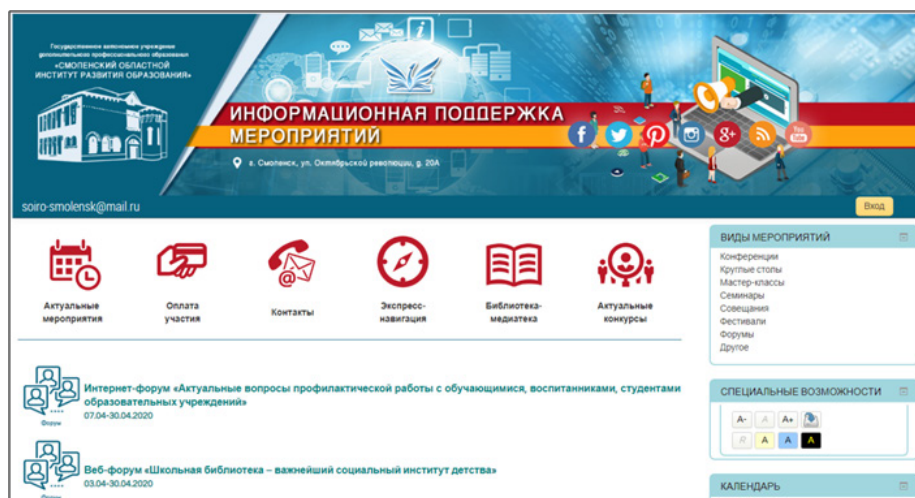 Государственное автономное учреждение
дополнительного профессионального образования
«СМОЛЕНСКИЙ ОБЛАСТНОЙ
ИНСТИТУТ РАЗВИТИЯ ОБРАЗОВАНИЯ»
ИНФОРМАЦИОННАЯ ПОДДЕРЖКА
МЕРОПРИЯТИЙ
г. Смоленск, ул. Октябрьской революции, д. 20А
soiro-smolensk@mail.ru
Вход
Актуальные
мероприятия
Оплата
участия
Контакты
Экспресс-
навигация
Библиотека-
медиатека
Актуальные
конкурсы
Форум
Интернет-форум «Актуальные вопросы профилактической работы с обучающимися, воспитанниками, студентами
образовательных учреждений»
07.04-30.04.2020
Веб-форум «Школьная библиотека – важнейший социальный институт детства»
03.04-30.04.2020
ВИДЫ МЕРОПРИЯТИЙ
Конференции
Круглые столы
Мастер-классы
Семинары
Совещания
Фестивали
Форумы
Другое
СПЕЦИАЛЬНЫЕ ВОЗМОЖНОСТИ
A- A A+
R A A A
КАЛЕНДАРЬ